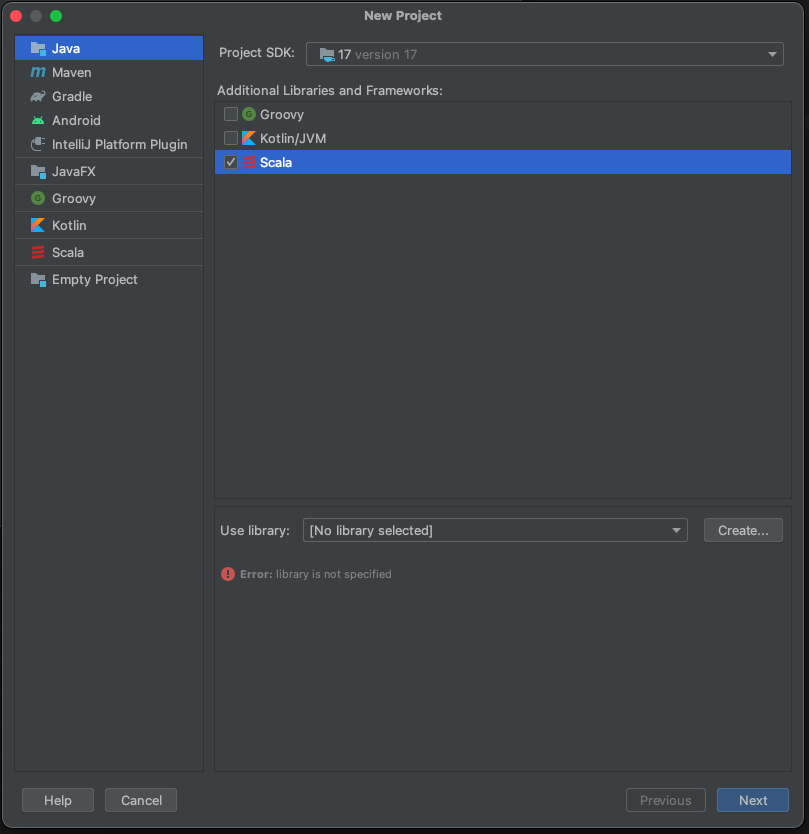 New Project
Java
Maven
Gradle
Android
IntelliJ Platform Plugin
JavaFX
Groovy
Kotlin
Scala
Empty Project
Project SDK: 17 version 17
Additional Libraries and Frameworks:
Groovy
Kotlin/JVM
Scala
Use library: [No library selected] Create...
Error: library is not specified
Help Cancel Previous Next